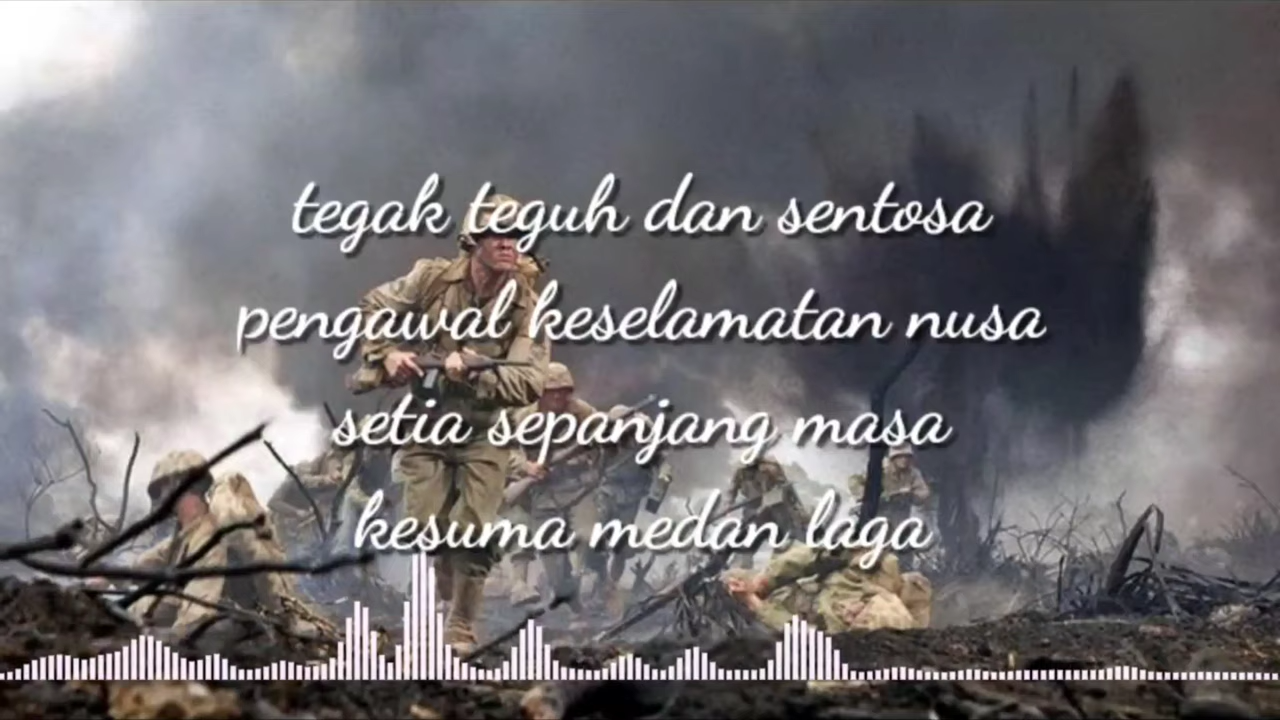 tegak teguh dan sentosa
pengawal keselamatan nusa
setia sepanjang masa
kesuma medan laga